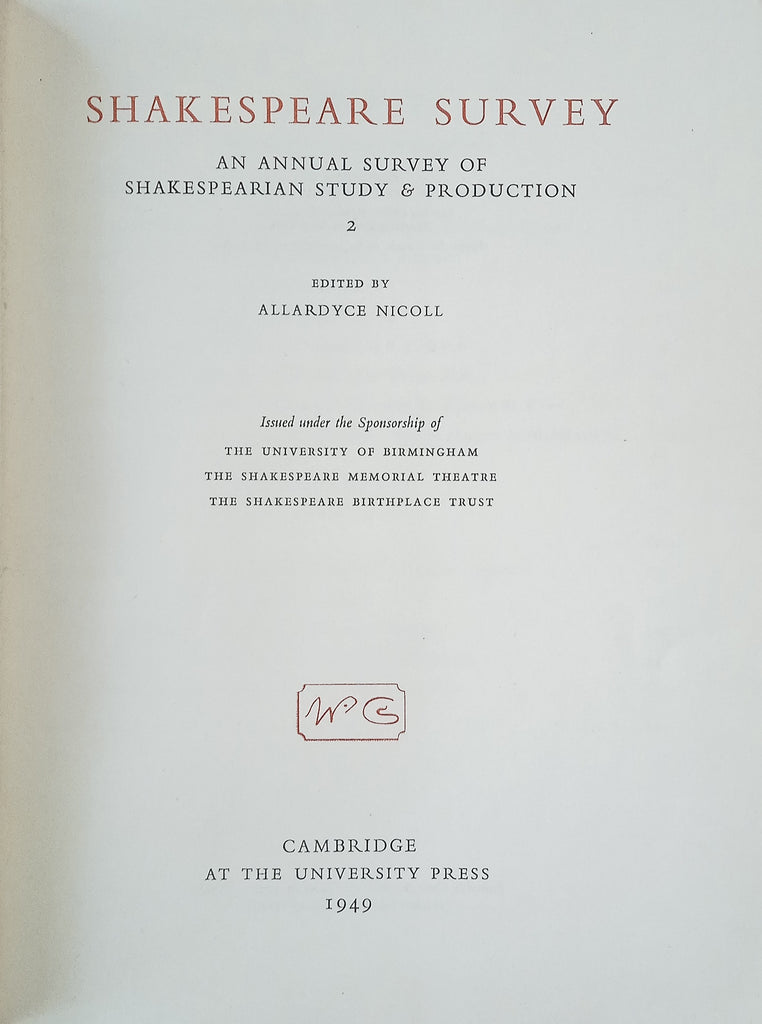 SHAKESPEARE SURVEY
AN ANNUAL SURVEY OF
SHAKESPEARIAN STUDY & PRODUCTION
2
EDITED BY
ALLARDYCE NICOLL
Issued under the Sponsorship of
THE UNIVERSITY OF BIRMINGHAM
THE SHAKESPEARE MEMORIAL THEATRE
THE SHAKESPEARE BIRTHPLACE TRUST
CAMBRIDGE
AT THE UNIVERSITY PRESS
1949